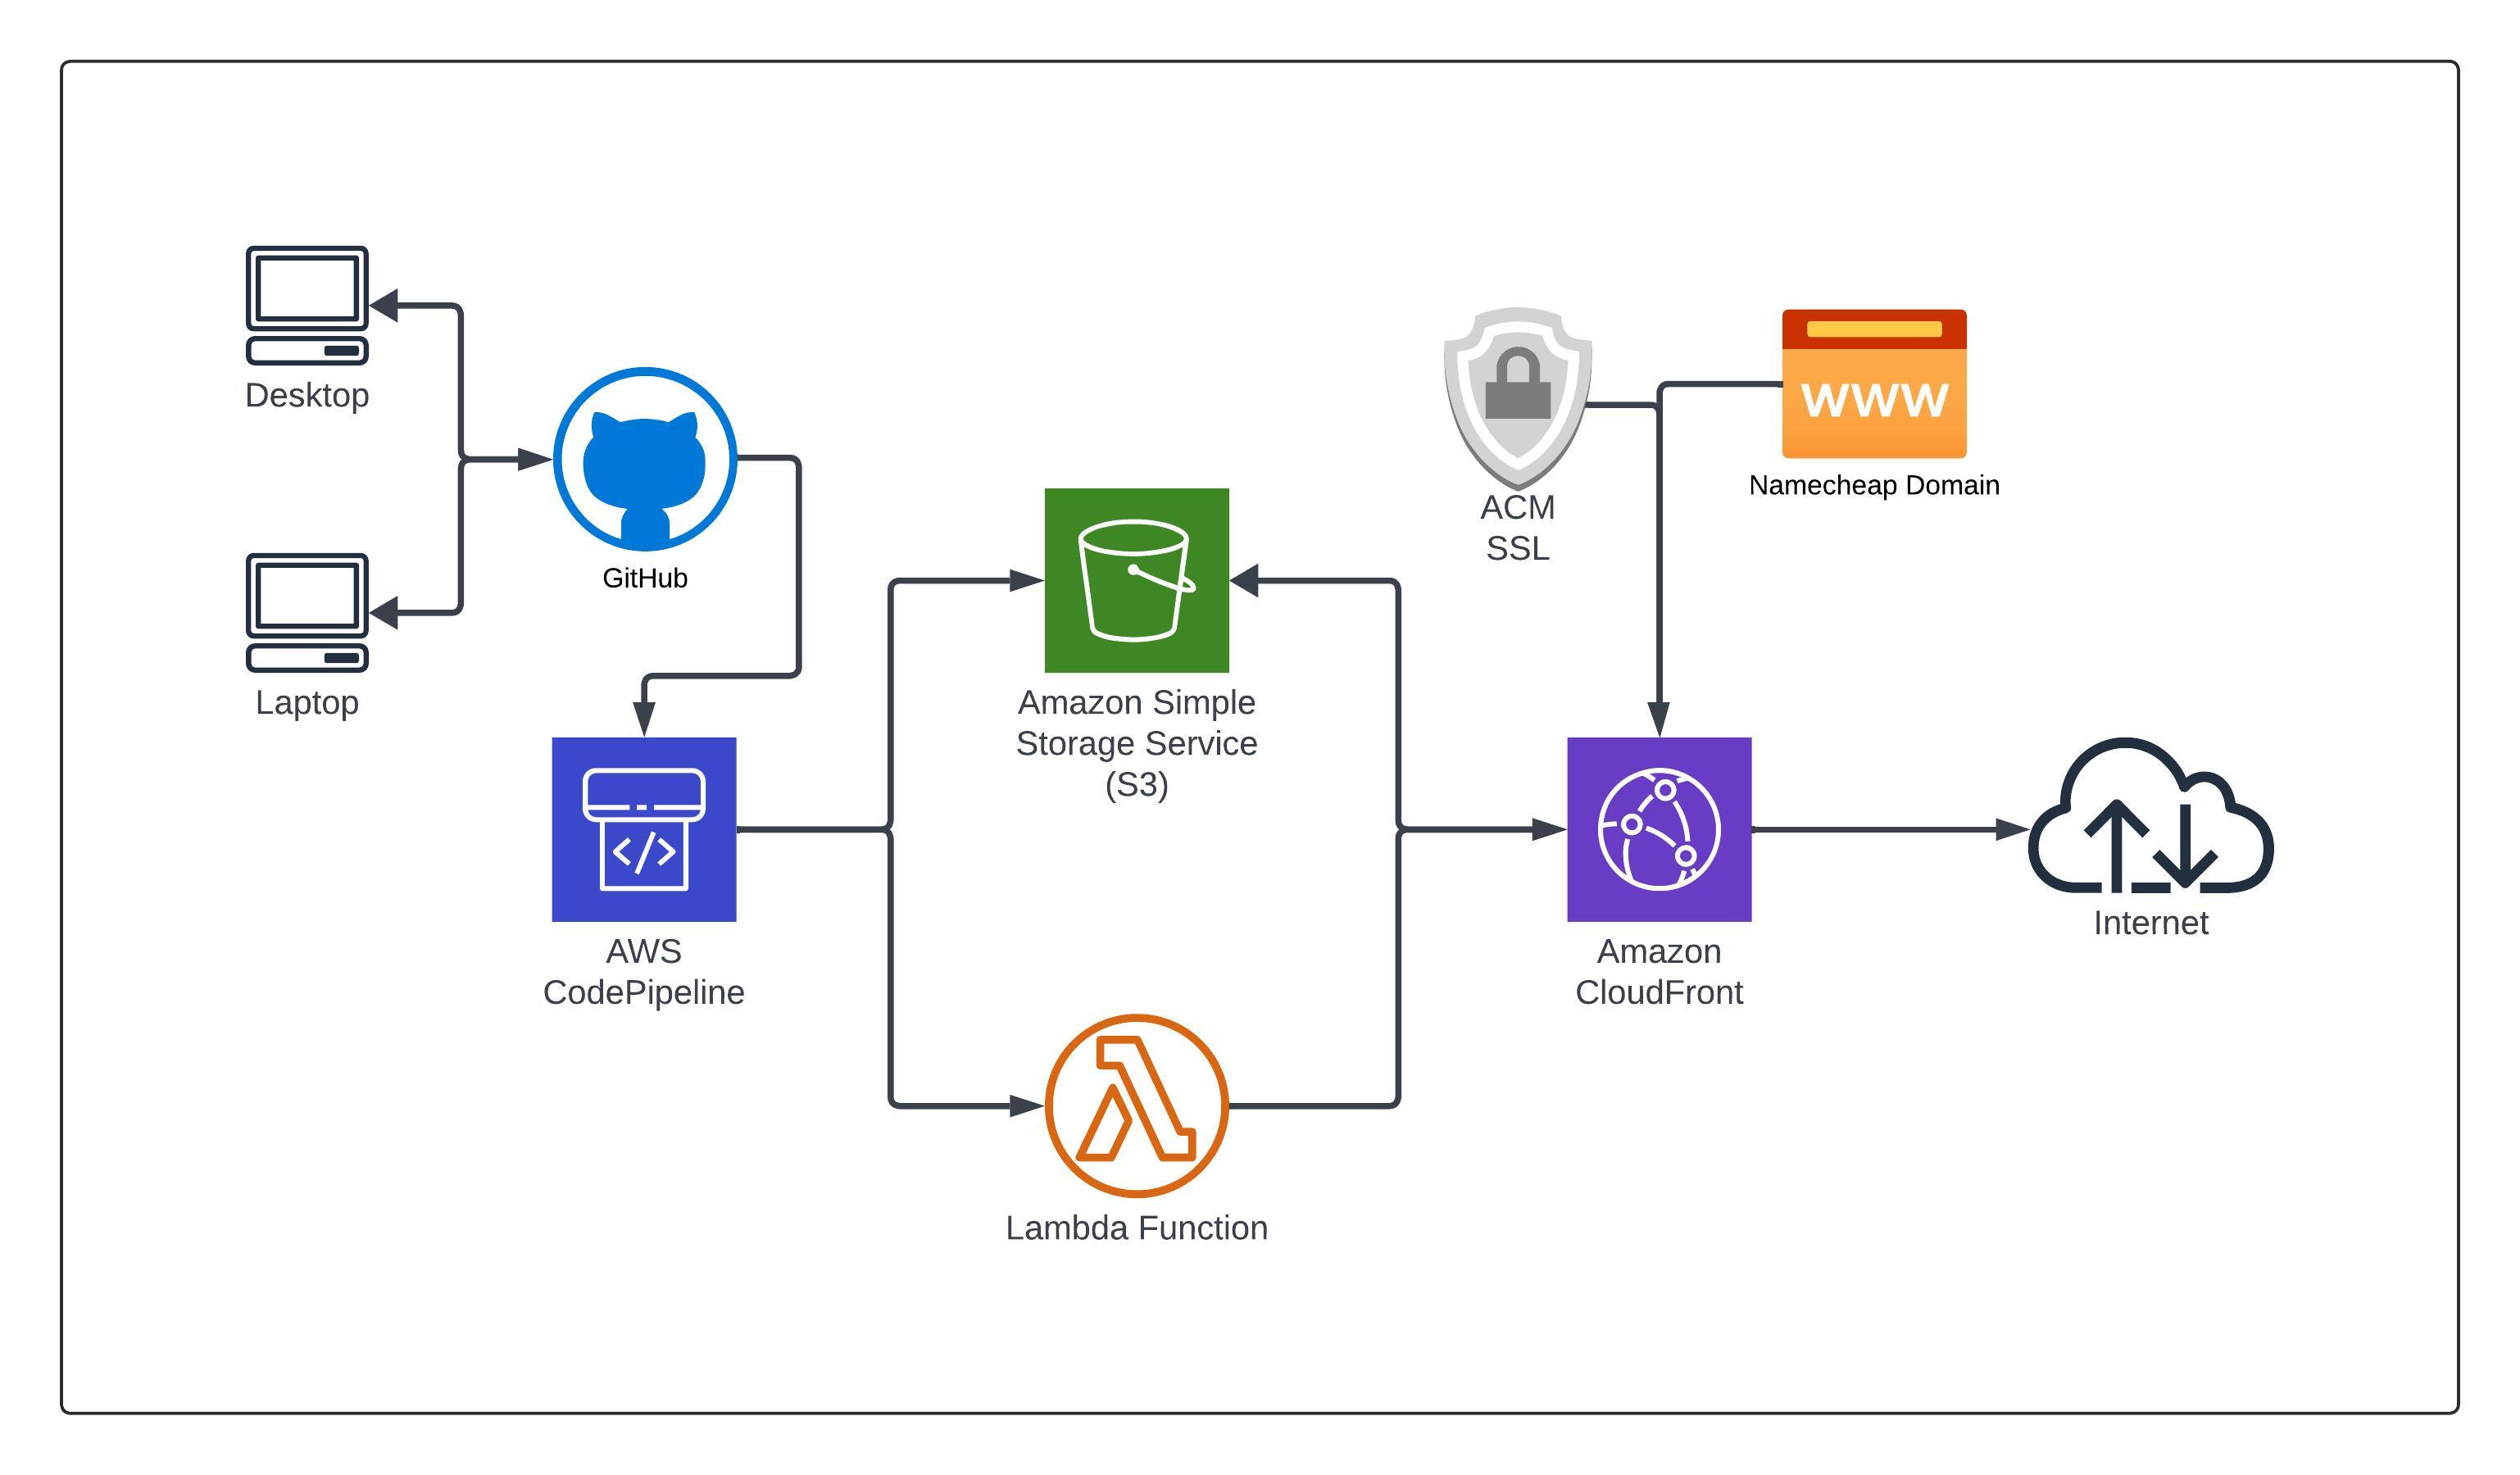 Desktop
Laptop
GitHub
AWS
CodePipeline
</>
Amazon Simple
Storage Service
(S3)
Lambda Function
ACM
SSL
www
Namecheap Domain
Amazon
CloudFront
Internet